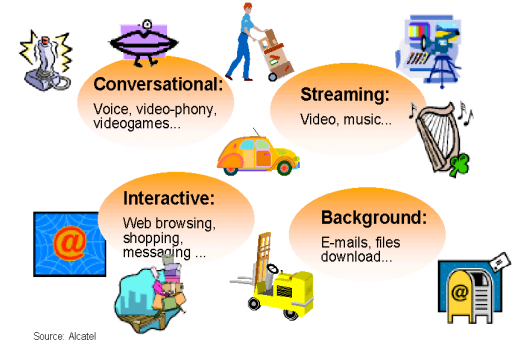 Conversational:
Voice, video-phony,
videogames...
Streaming:
Video, music...
Interactive:
Web browsing,
shopping,
messaging ...
Background:
E-mails, files
download...
@
@
Source: Alcatel